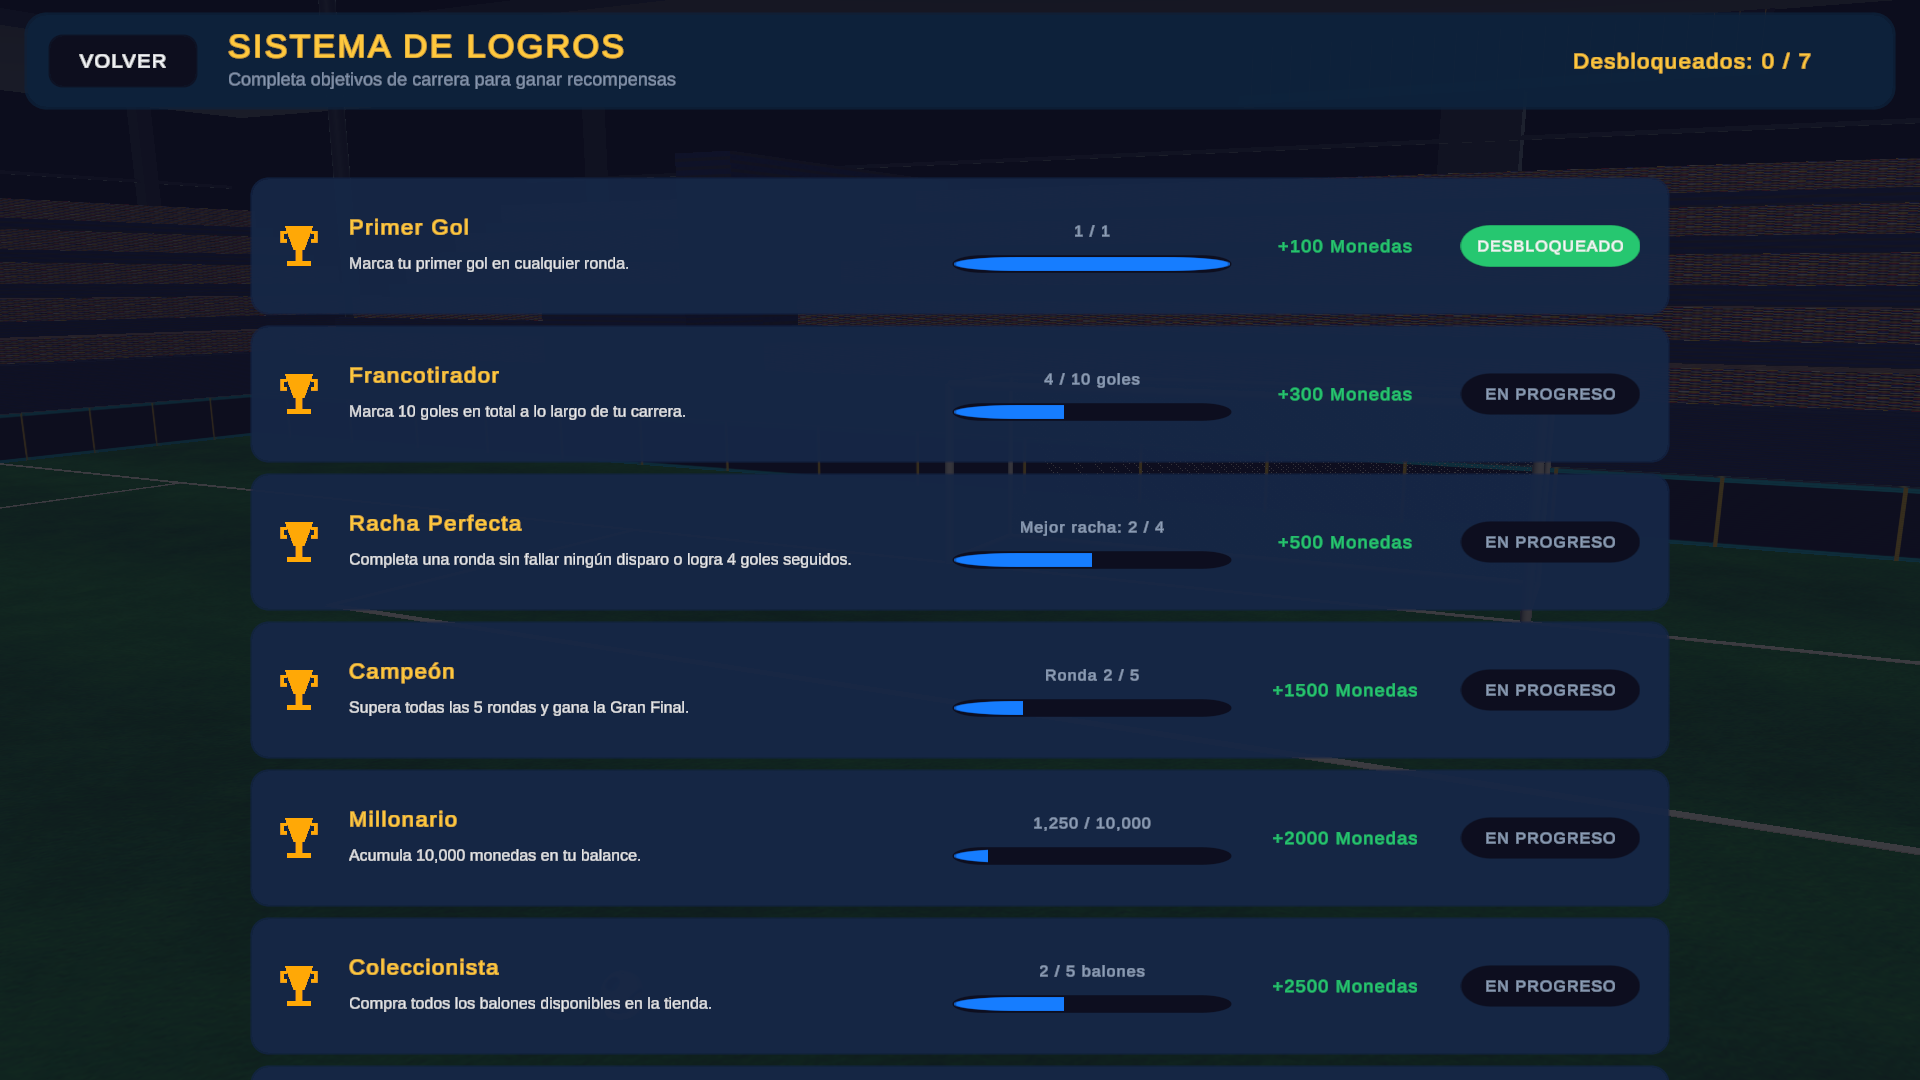 VOLVER
SISTEMA DE LOGROS
Completa objetivos de carrera para ganar recompensas
Desbloqueados: 0 / 7
Primer Gol
Marca tu primer gol en cualquier ronda.
1 / 1
+100 Monedas
DESBLOQUEADO
Francotirador
Marca 10 goles en total a lo largo de tu carrera.
4 / 10 goles
+300 Monedas
EN PROGRESO
Racha Perfecta
Completa una ronda sin fallar ningún disparo o logra 4 goles seguidos.
Mejor racha: 2 / 4
+500 Monedas
EN PROGRESO
Campeón
Supera todas las 5 rondas y gana la Gran Final.
Ronda 2 / 5
+1500 Monedas
EN PROGRESO
Millonario
Acumula 10,000 monedas en tu balance.
1,250 / 10,000
+2000 Monedas
EN PROGRESO
Coleccionista
Compra todos los balones disponibles en la tienda.
2 / 5 balones
+2500 Monedas
EN PROGRESO